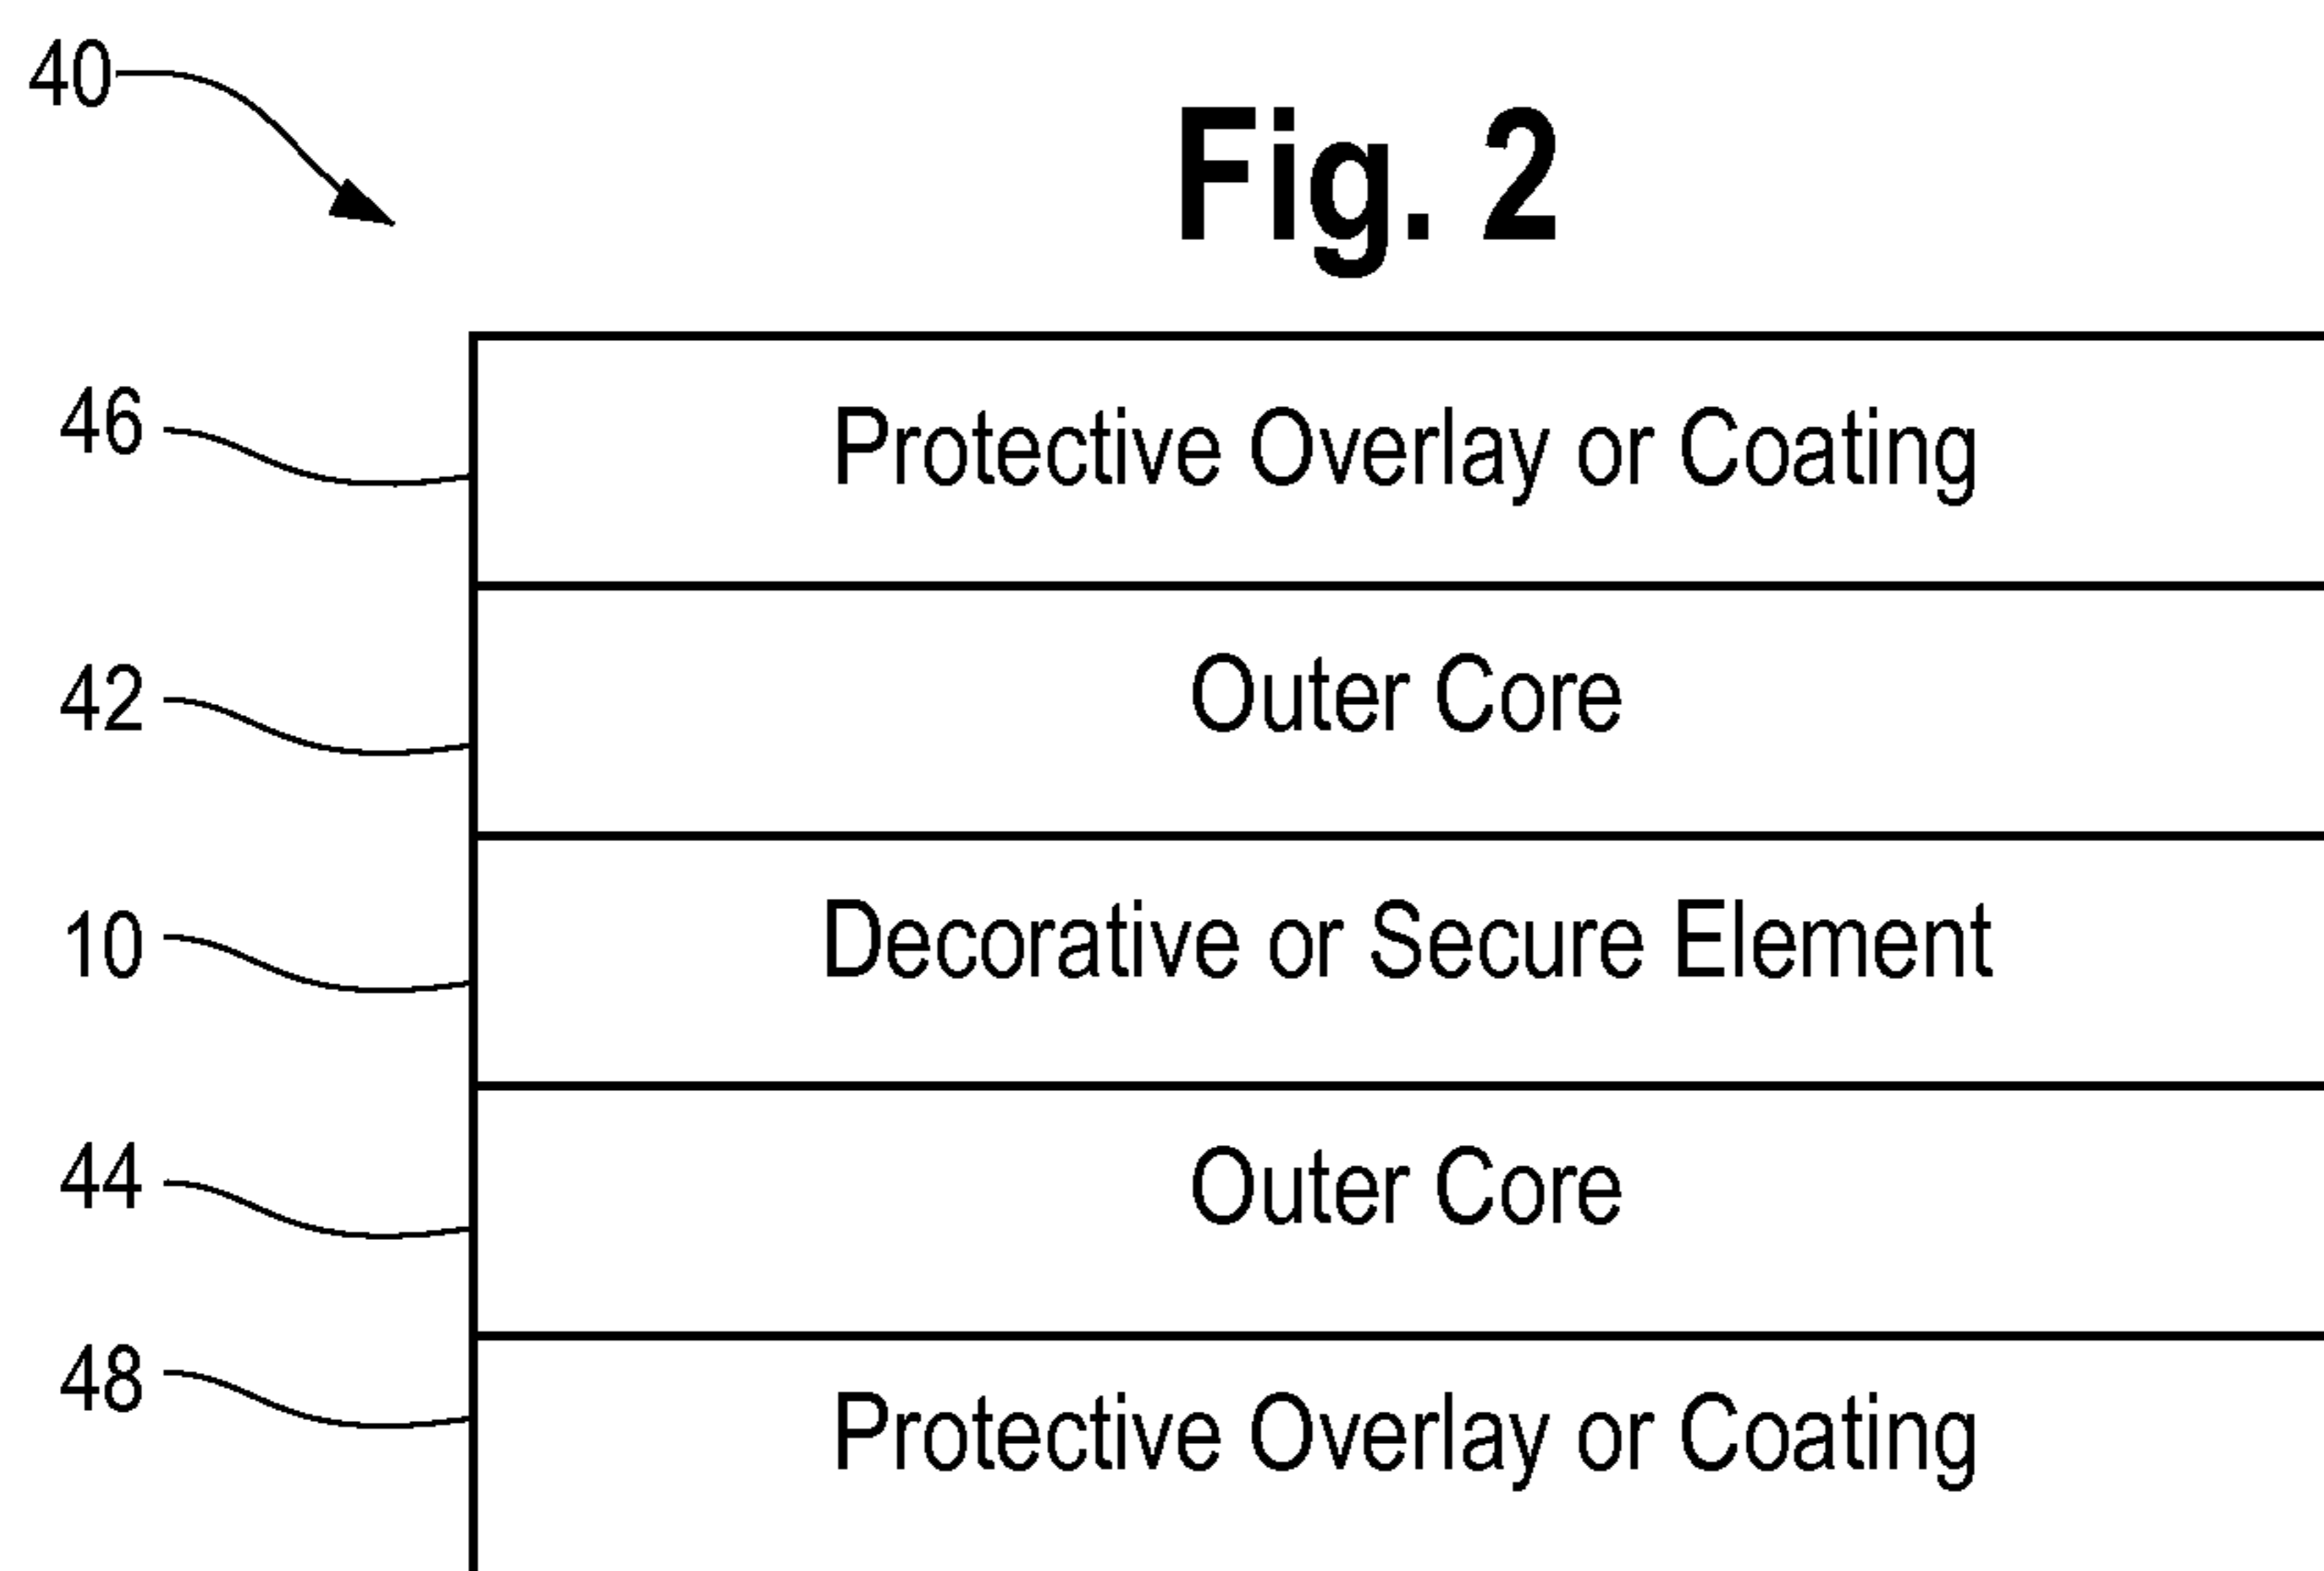 40
Fig. 2
46 Protective Overlay or Coating
42 Outer Core
10 Decorative or Secure Element
44 Outer Core
48 Protective Overlay or Coating